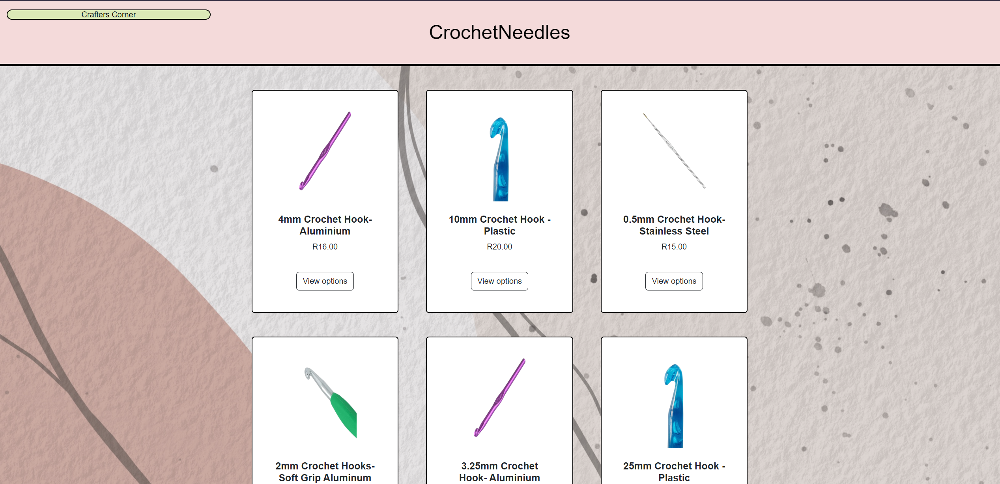 Crafters Corner
CrochetNeedles
4mm Crochet Hook-
Aluminium
R16.00
View options
10mm Crochet Hook -
Plastic
R20.00
View options
0.5mm Crochet Hook-
Stainless Steel
R15.00
View options
2mm Crochet Hooks-
Soft Grip Aluminum
3.25mm Crochet
Hook- Aluminium
25mm Crochet Hook -
Plastic